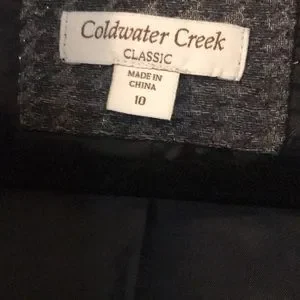 Coldwater Creek
CLASSIC
MADE IN
CHINA
10